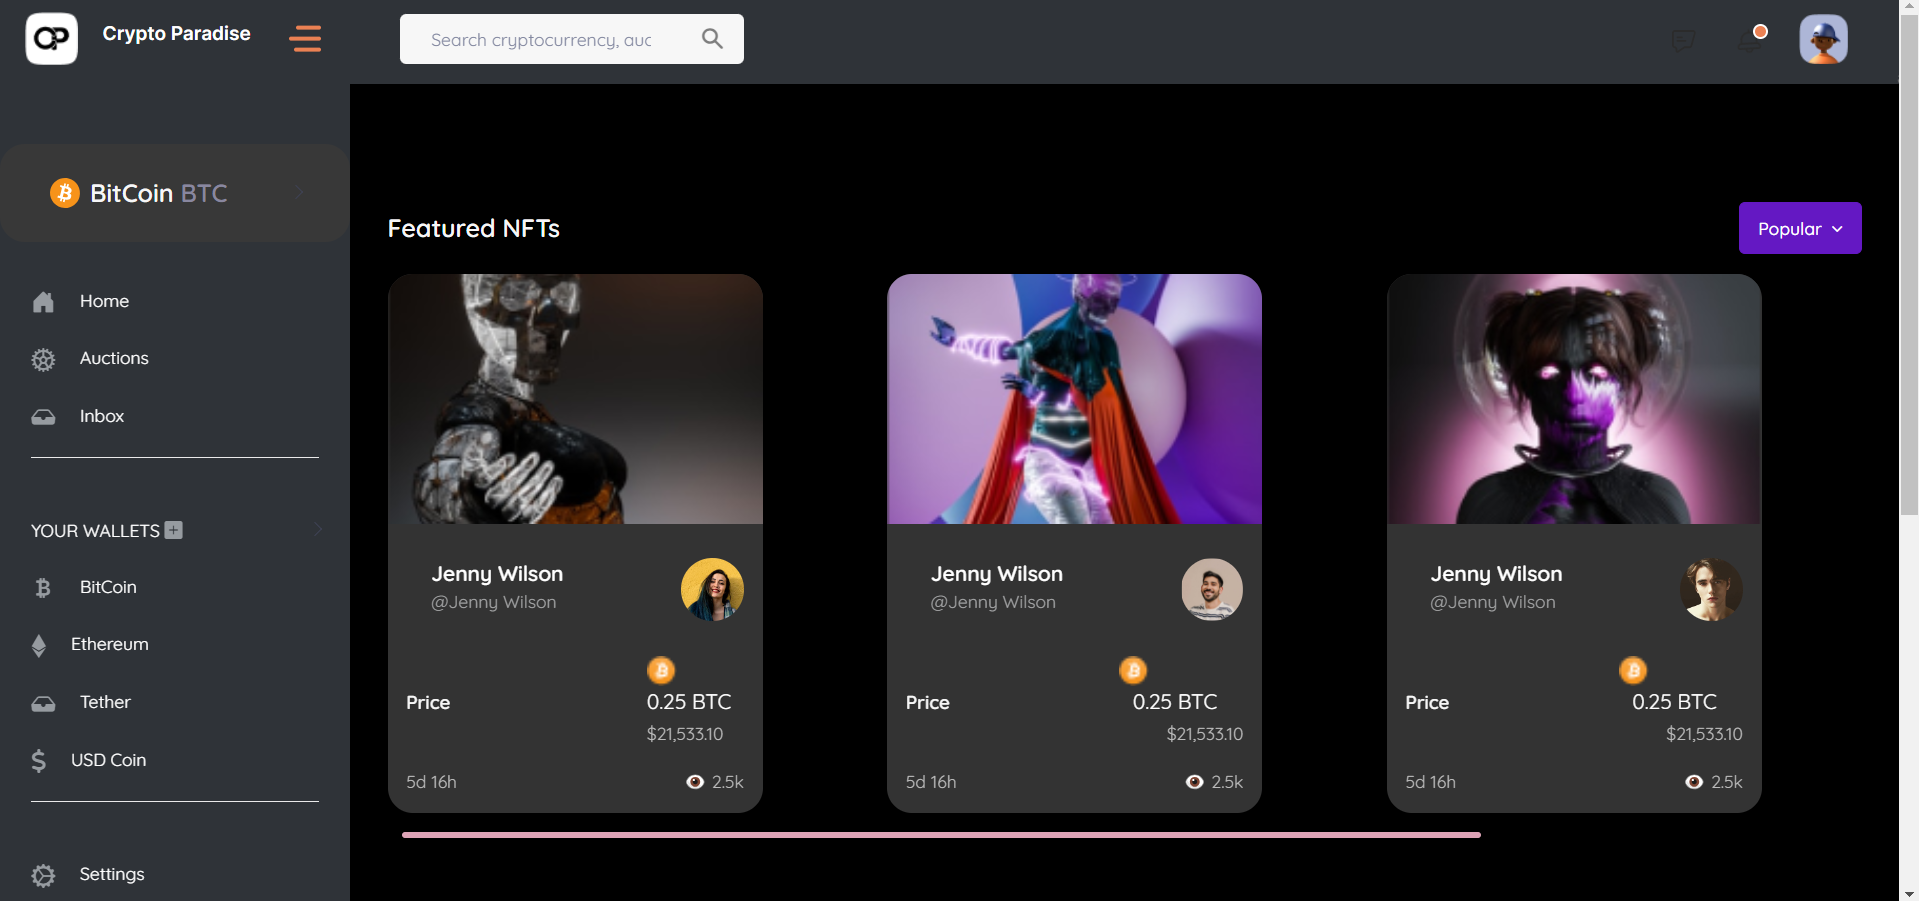 CP
Crypto Paradise
Search cryptocurrency, auc
BitCoin BTC
Home
Auctions
Inbox
YOUR WALLETS
BitCoin
Ethereum
Tether
USD Coin
Settings
Featured NFTs
Popular
Jenny Wilson
@Jenny Wilson
Price
0.25 BTC
$21,533.10
5d 16h
2.5k
Jenny Wilson
@Jenny Wilson
Price
0.25 BTC
$21,533.10
5d 16h
2.5k
Jenny Wilson
@Jenny Wilson
Price
0.25 BTC
$21,533.10
5d 16h
2.5k